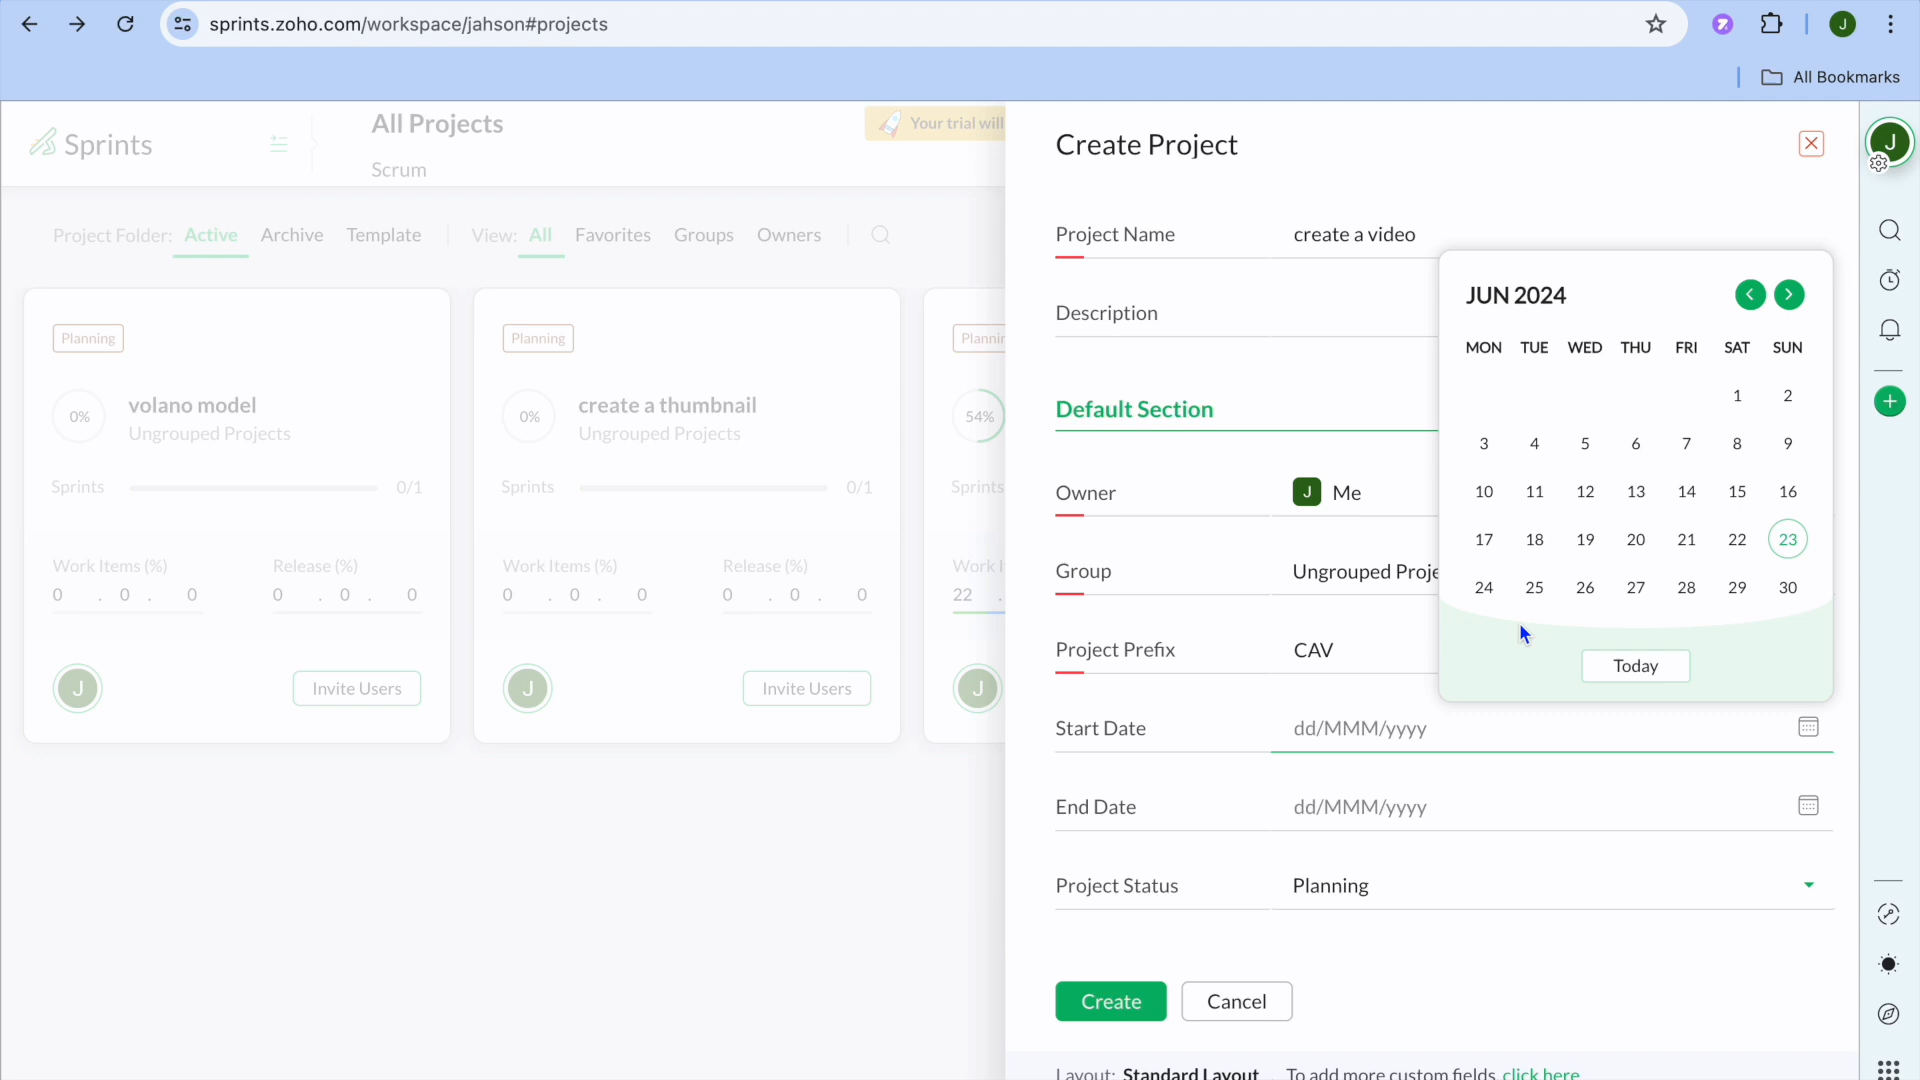 sprints.zoho.com/workspace/jahson#projects
J
All Bookmarks
Sprints
All Projects
Scrum
Your trial will
Project Folder: Active Archive Template View: All Favorites Groups Owners
Planning
0%
volano model
Ungrouped Projects
Sprints 0/1
Work Items (%) Release (%)
0 . 0 . 0 0 . 0 . 0
J
Invite Users
Planning
0%
create a thumbnail
Ungrouped Projects
Sprints 0/1
Work Items (%) Release (%)
0 . 0 . 0 0 . 0 . 0
J
Invite Users
Plannin
54%
Sprints
Work I
22 .
J
Create Project
Project Name create a video
Description
Default Section
Owner J Me
Group Ungrouped Proje
Project Prefix CAV
Start Date dd/MMM/yyyy
End Date dd/MMM/yyyy
Project Status Planning
Create Cancel
Layout: Standard Layout To add more custom fields, click here
JUN 2024
MON TUE WED THU FRI SAT SUN
1 2
3 4 5 6 7 8 9
10 11 12 13 14 15 16
17 18 19 20 21 22 23
24 25 26 27 28 29 30
Today
J